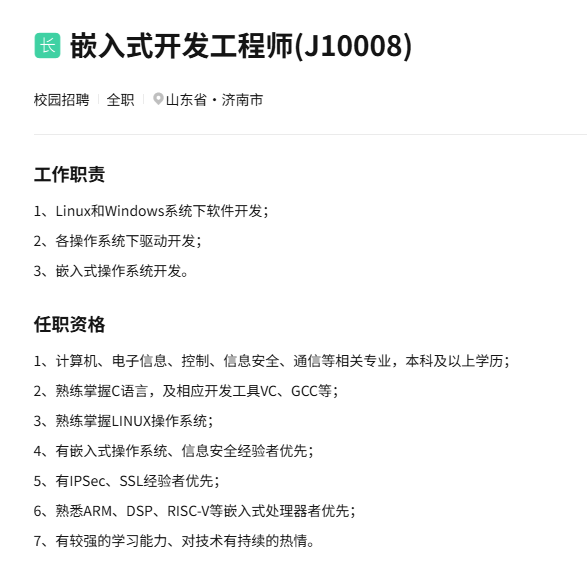 长 嵌入式开发工程师(J10008)
校园招聘 全职 山东省·济南市
工作职责
1、Linux和Windows系统下软件开发；
2、各操作系统下驱动开发；
3、嵌入式操作系统开发。
任职资格
1、计算机、电子信息、控制、信息安全、通信等相关专业，本科及以上学历；
2、熟练掌握C语言，及相应开发工具VC、GCC等；
3、熟练掌握LINUX操作系统；
4、有嵌入式操作系统、信息安全经验者优先；
5、有IPSec、SSL经验者优先；
6、熟悉ARM、DSP、RISC-V等嵌入式处理器者优先；
7、有较强的学习能力、对技术有持续的热情。